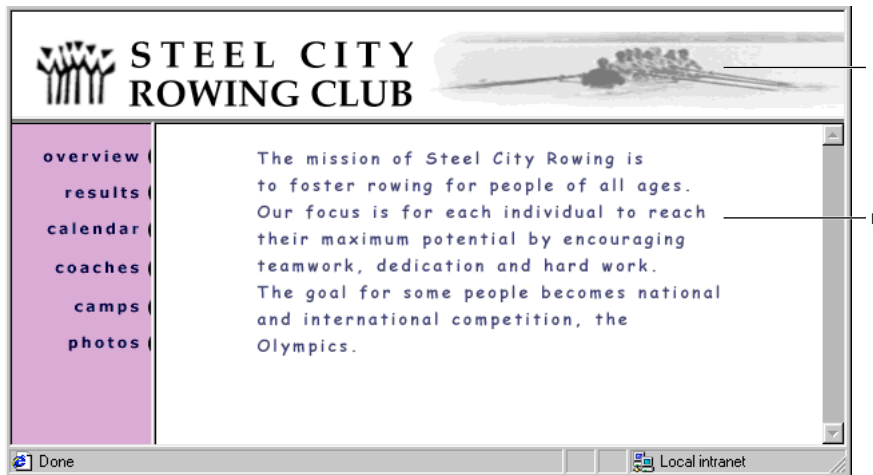 STEEL CITY
ROWING CLUB
overview
results
calendar
coaches
camps
photos
The mission of Steel City Rowing is
to foster rowing for people of all ages.
Our focus is for each individual to reach
their maximum potential by encouraging
teamwork, dedication and hard work.
The goal for some people becomes national
and international competition, the
Olympics.
Done
Local intranet